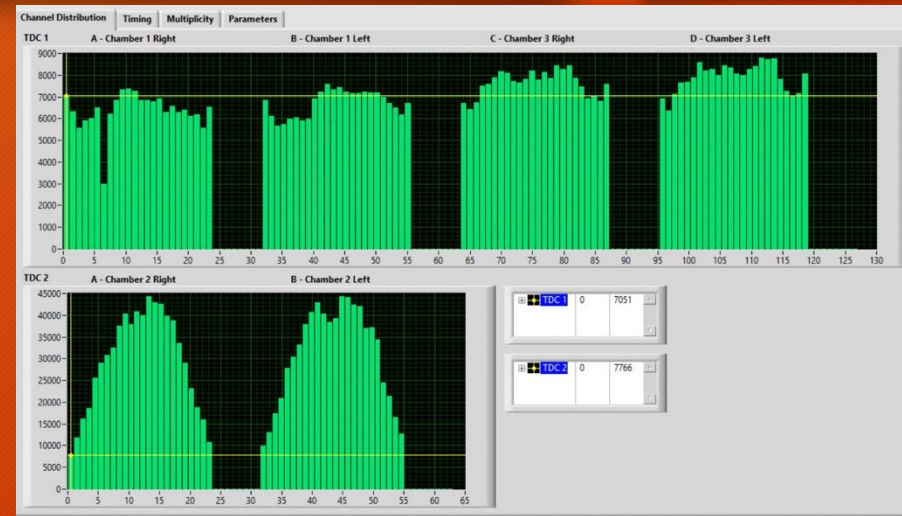 Channel Distribution Timing Multiplicity Parameters
TDC 1 A - Chamber 1 Right B - Chamber 1 Left C - Chamber 3 Right D - Chamber 3 Left
9000
8000
7000
6000
5000
4000
3000
2000
1000
0
0 5 10 15 20 25 30 35 40 45 50 55 60 65 70 75 80 85 90 95 100 105 110 115 120 125 130
TDC 2 A - Chamber 2 Right B - Chamber 2 Left
45000
40000
35000
30000
25000
20000
15000
10000
5000
0
0 5 10 15 20 25 30 35 40 45 50 55 60 65
TDC 1 0 7051
TDC 2 0 7766